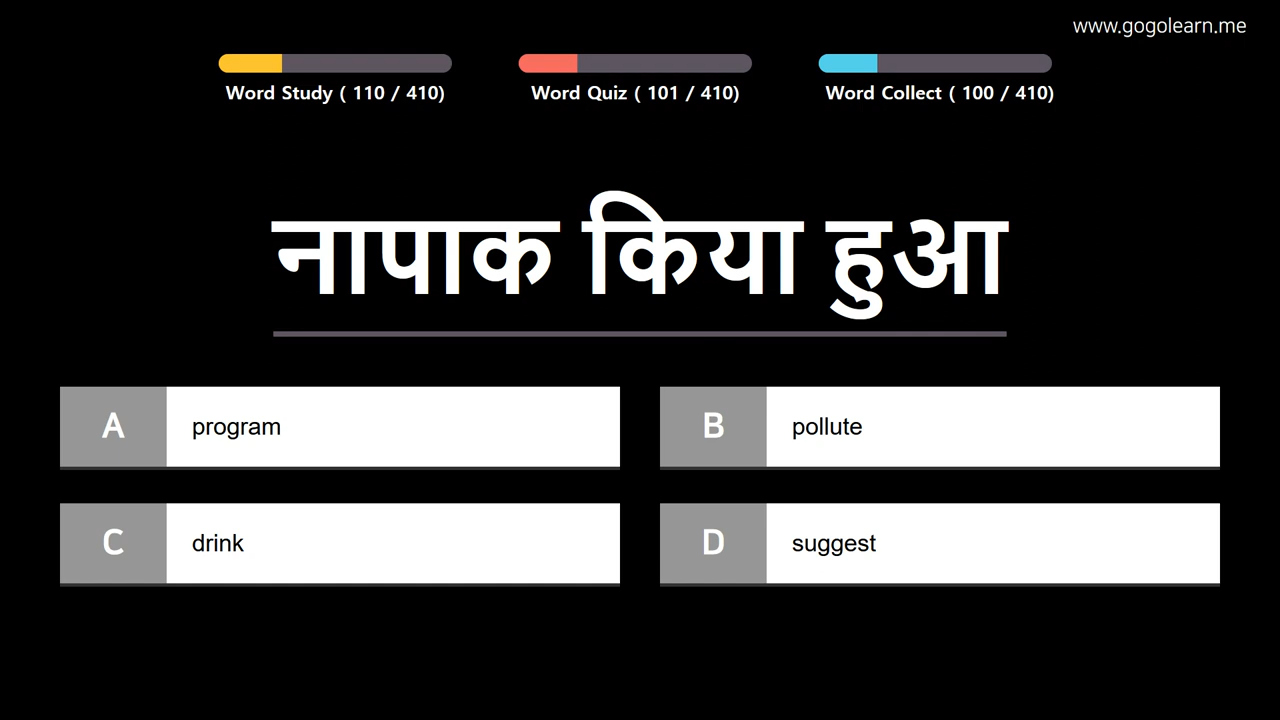 www.gogolearn.me
Word Study ( 110 / 410)
Word Quiz ( 101 / 410)
Word Collect ( 100 / 410)
नापाक किया हुआ
A program
B pollute
C drink
D suggest